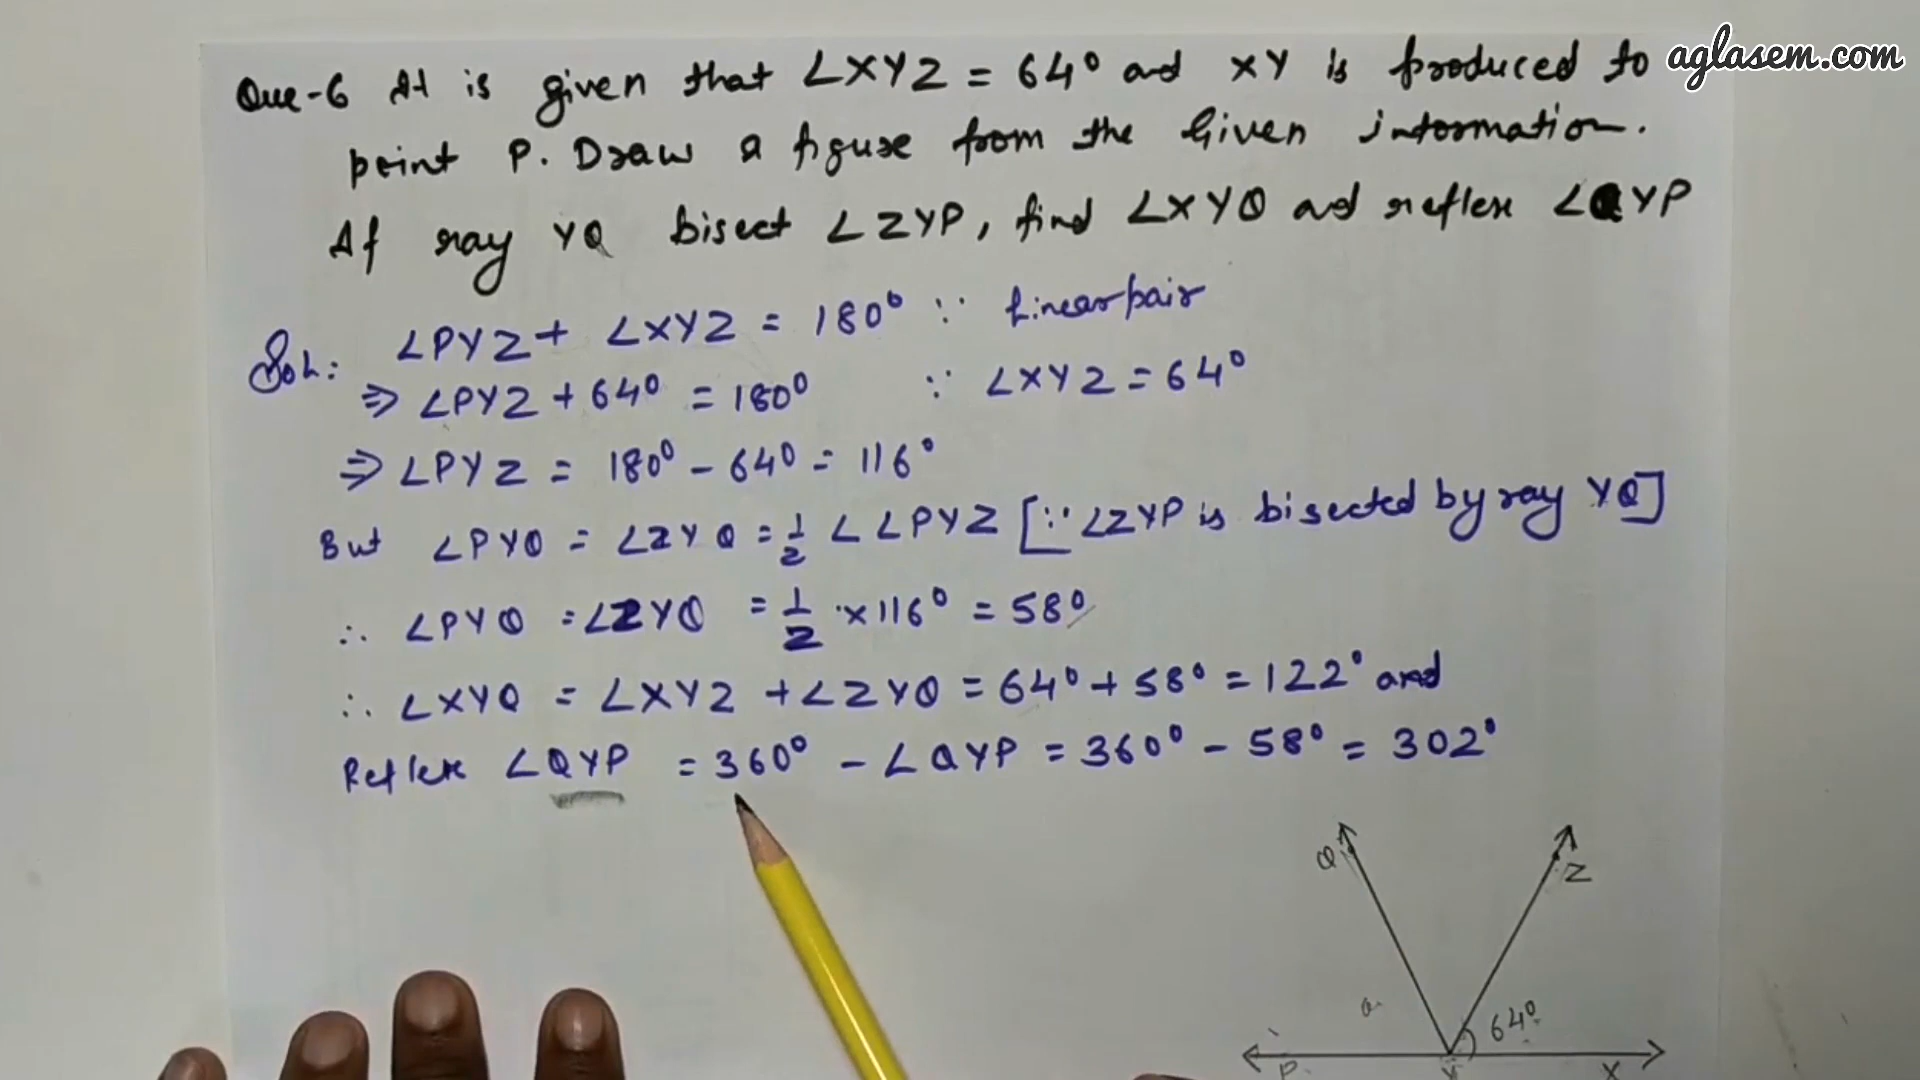 aglasem.com
Que-6 It is given that ∠XYZ = 64° and XY is produced to
point P. Draw a figure from the Given information.
If ray YQ bisect ∠ZYP, find ∠XYQ and reflex ∠QYP
Sol: ∠PYZ + ∠XYZ = 180° ∵ Linear pair
⇒ ∠PYZ + 64° = 180° ∵ ∠XYZ = 64°
⇒ ∠PYZ = 180° - 64° = 116°
But ∠PYQ = ∠ZYQ = 1/2 ∠ ∠PYZ [∵ ∠ZYP is bisected by ray YQ]
∴ ∠PYQ = ∠ZYQ = 1/2 × 116° = 58°
∴ ∠XYQ = ∠XYZ + ∠ZYQ = 64° + 58° = 122° and
Reflex ∠QYP = 360° - ∠QYP = 360° - 58° = 302°
Q Z
a
64°
P Y X